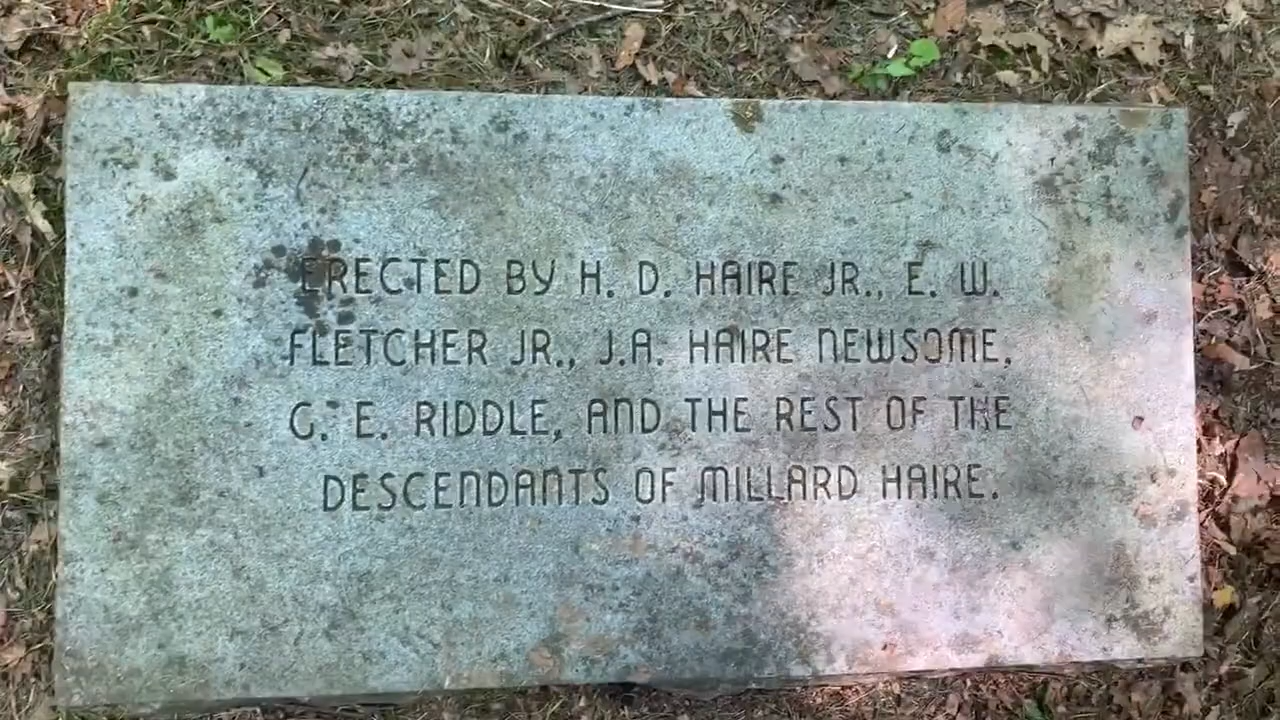 ERECTED BY H. D. HAIRE JR., E. W.
FLETCHER JR., J.A. HAIRE NEWSOME,
G. E. RIDDLE, AND THE REST OF THE
DESCENDANTS OF MILLARD HAIRE.